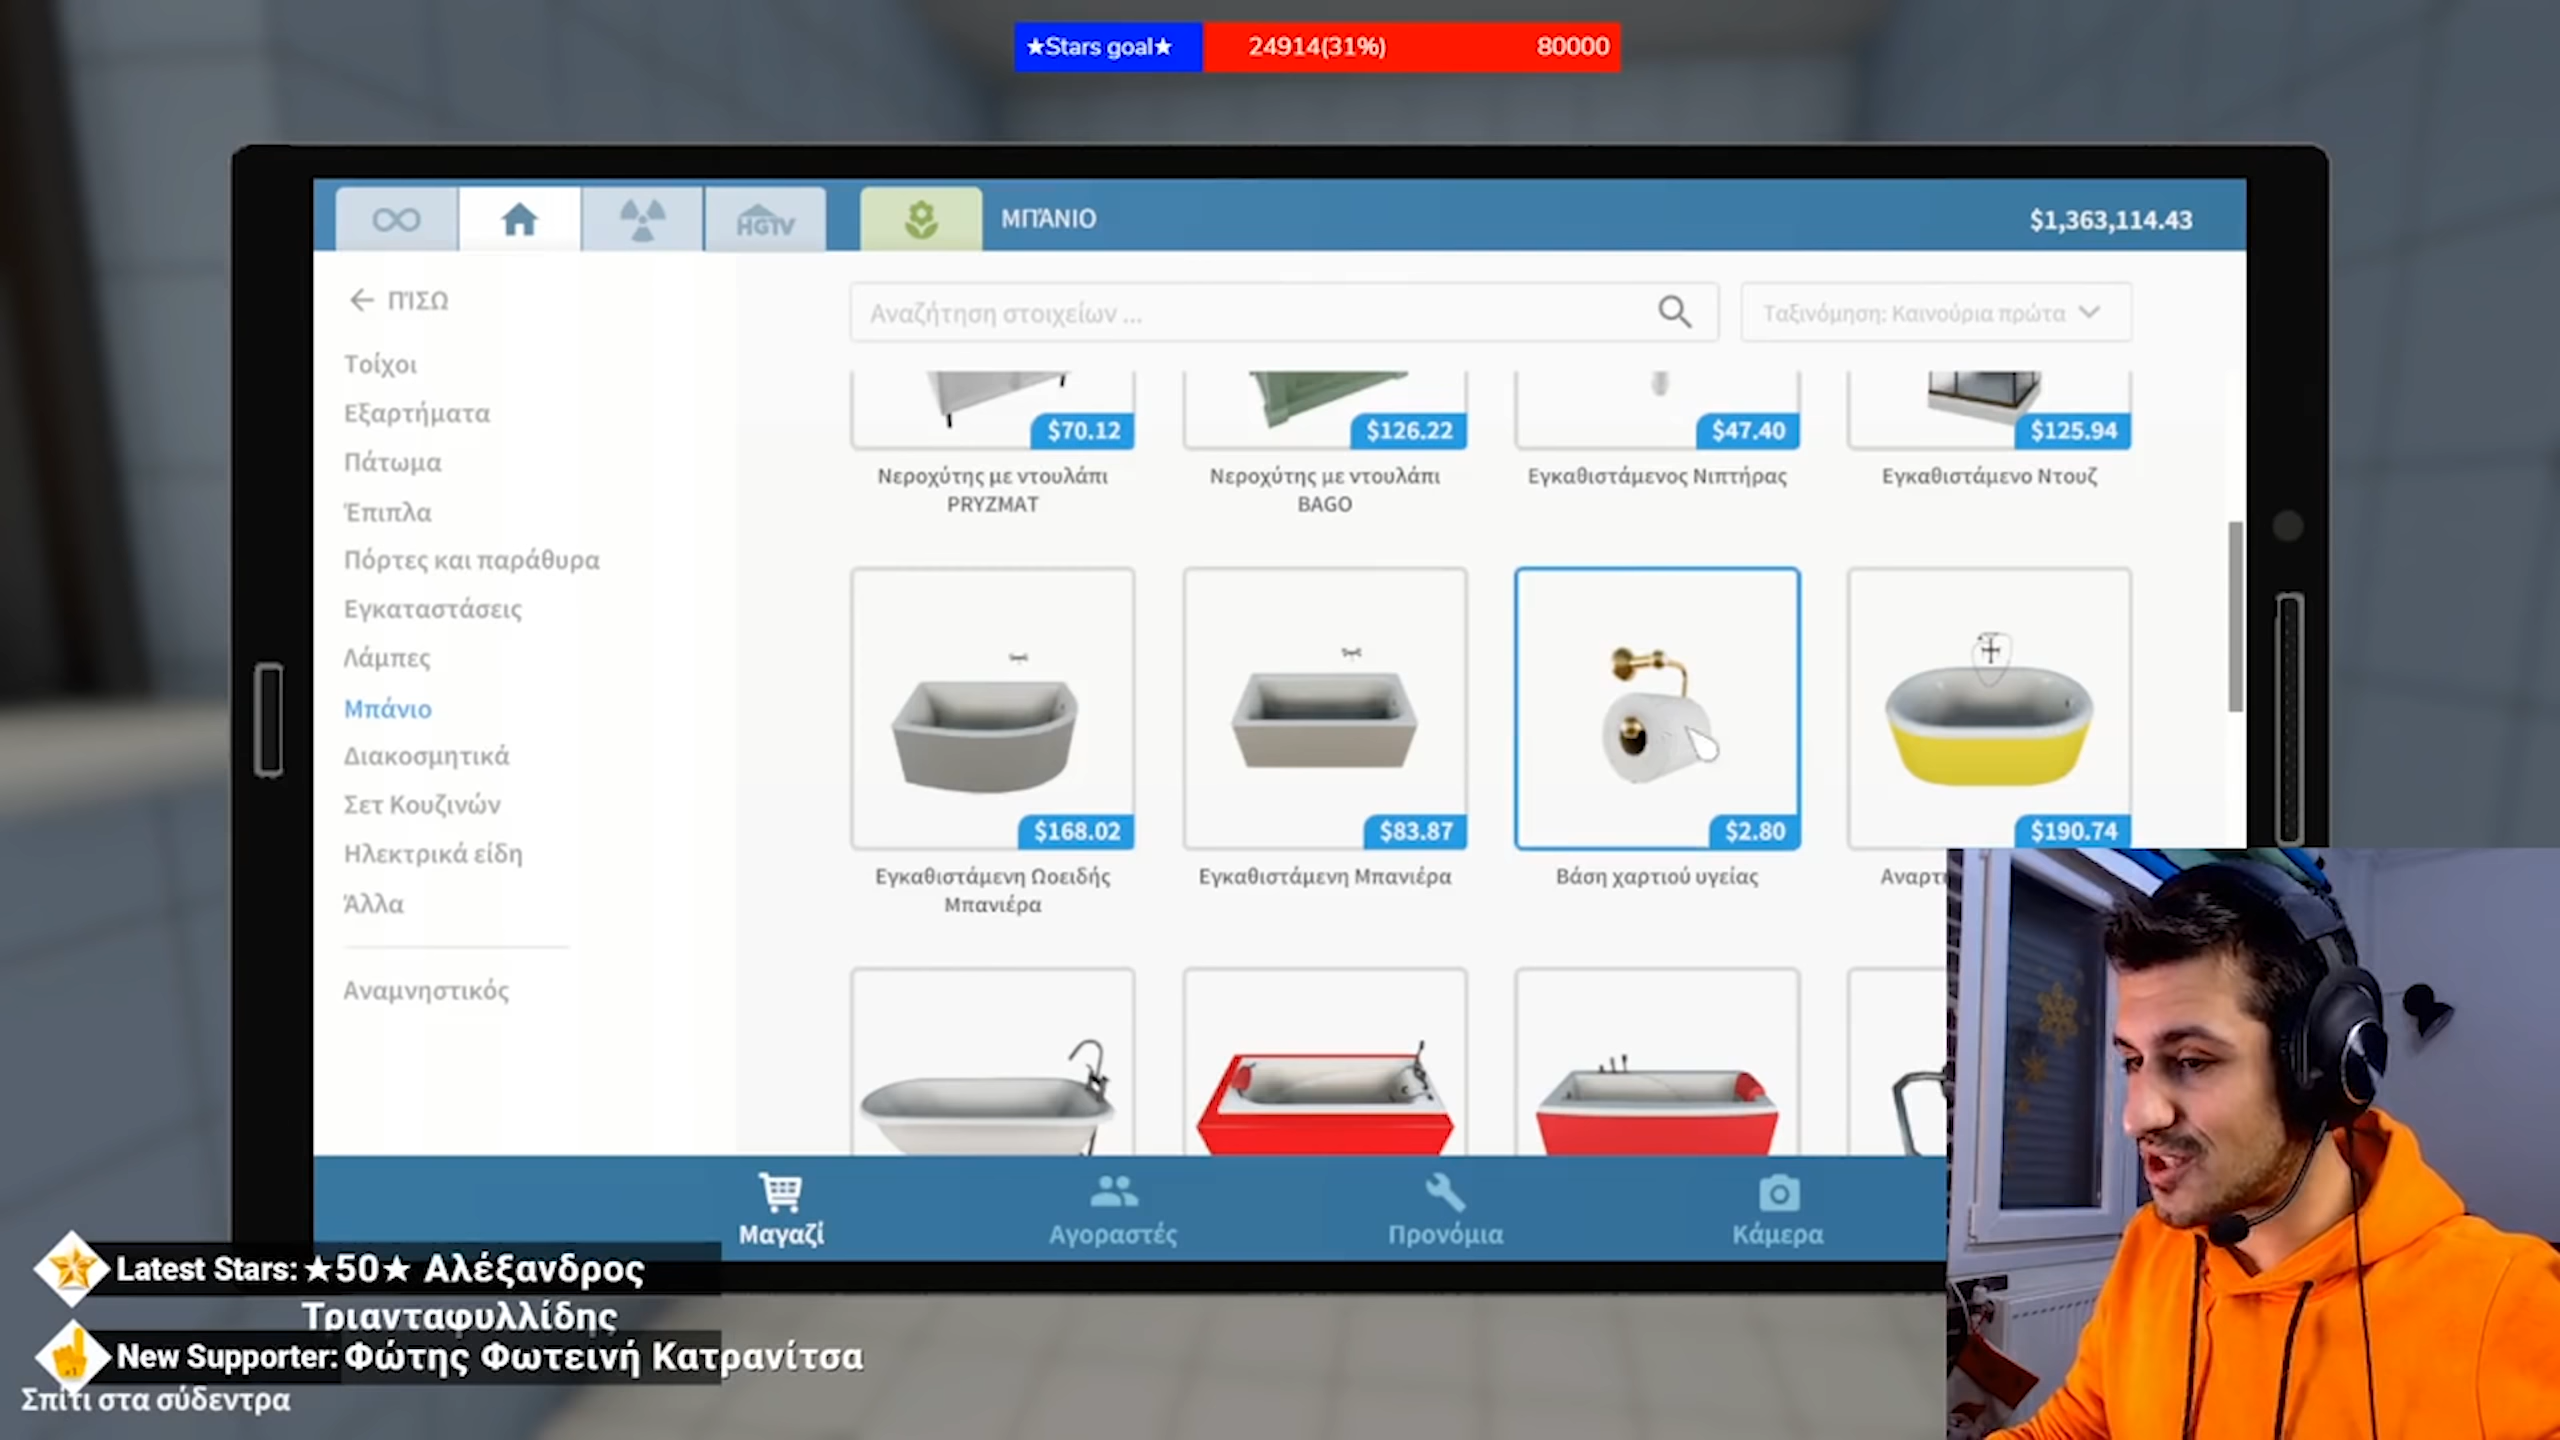 ★Stars goal★ 24914(31%) 80000
HGTV ΜΠΆΝΙΟ $1,363,114.43
ΠΊΣΩ
Αναζήτηση στοιχείων ...
Ταξινόμηση: Καινούρια πρώτα
Τοίχοι
Εξαρτήματα
Πάτωμα
Έπιπλα
Πόρτες και παράθυρα
Εγκαταστάσεις
Λάμπες
Μπάνιο
Διακοσμητικά
Σετ Κουζινών
Ηλεκτρικά είδη
Άλλα
Αναμνηστικός
$70.12 $126.22 $47.40 $125.94
Νεροχύτης με ντουλάπι
PRYZMAT
Νεροχύτης με ντουλάπι
BAGO
Εγκαθιστάμενος Νιπτήρας
Εγκαθιστάμενο Ντουζ
$168.02 $83.87 $2.80 $190.74
Εγκαθιστάμενη Ωοειδής
Μπανιέρα
Εγκαθιστάμενη Μπανιέρα
Βάση χαρτιού υγείας
Μαγαζί Αγοραστές Προνόμια Κάμερα
Latest Stars: ★50★ Αλέξανδρος
Τριανταφυλλίδης
New Supporter: Φώτης Φωτεινή Κατρανίτσα
Σπίτι στα σύδεντρα